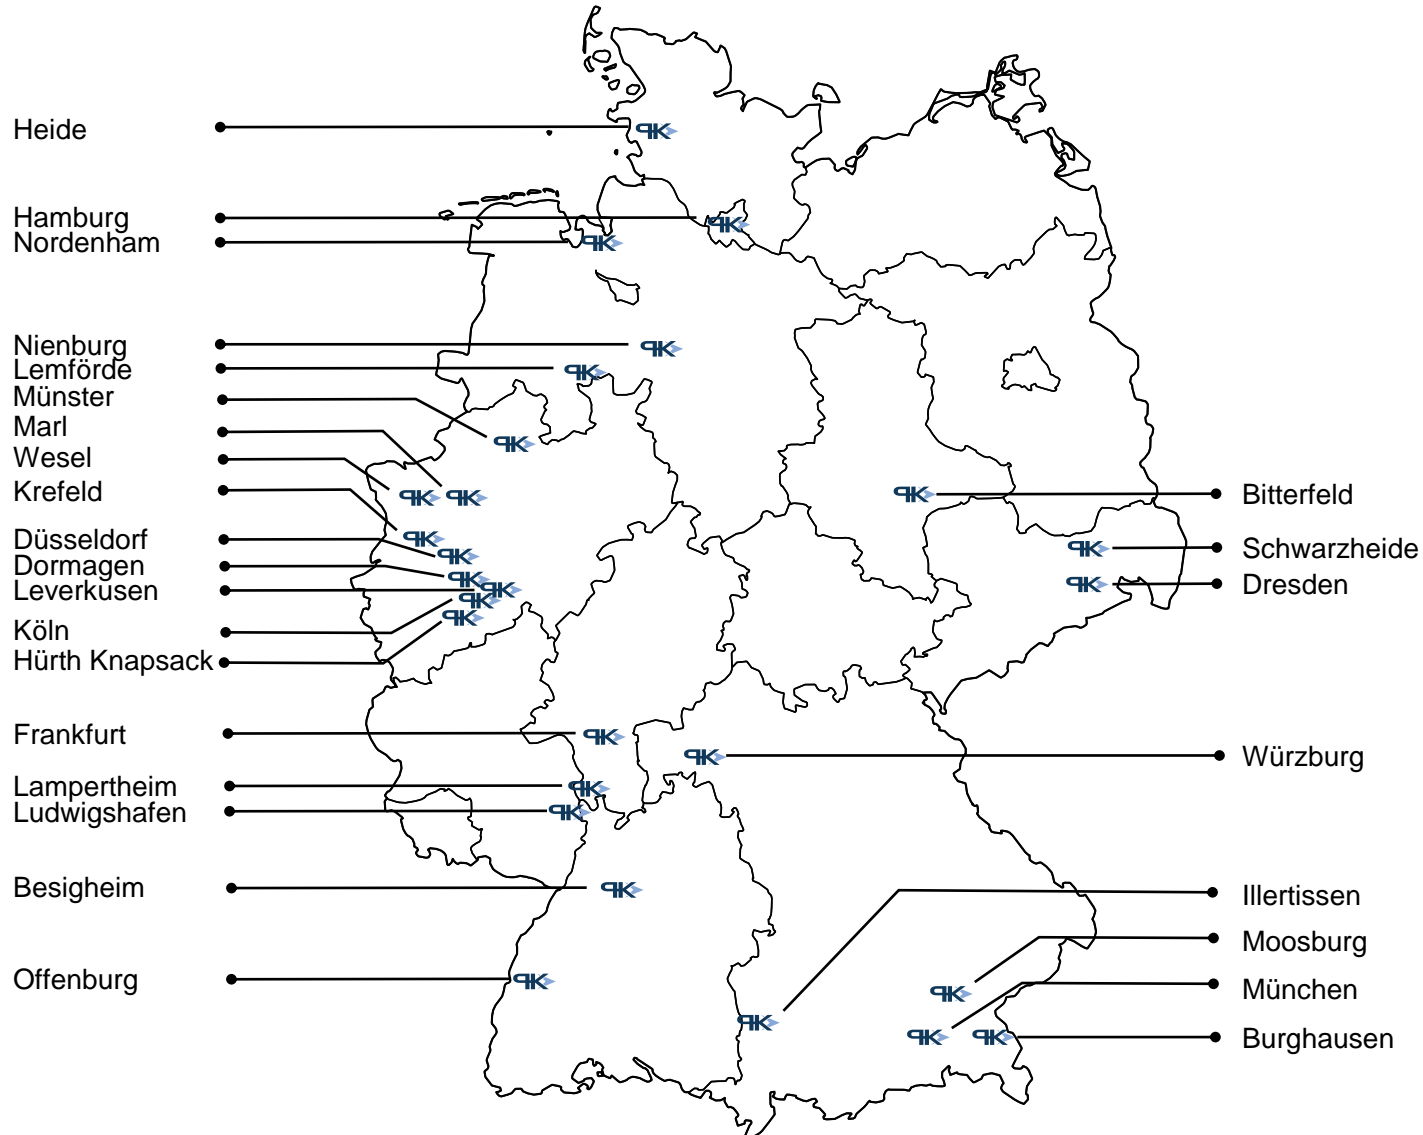 Heide
Hamburg
Nordenham
Nienburg
Lemförde
Münster
Marl
Wesel
Krefeld
Düsseldorf
Dormagen
Leverkusen
Köln
Hürth Knapsack
Frankfurt
Lampertheim
Ludwigshafen
Besigheim
Offenburg
Bitterfeld
Schwarzheide
Dresden
Würzburg
Illertissen
Moosburg
München
Burghausen